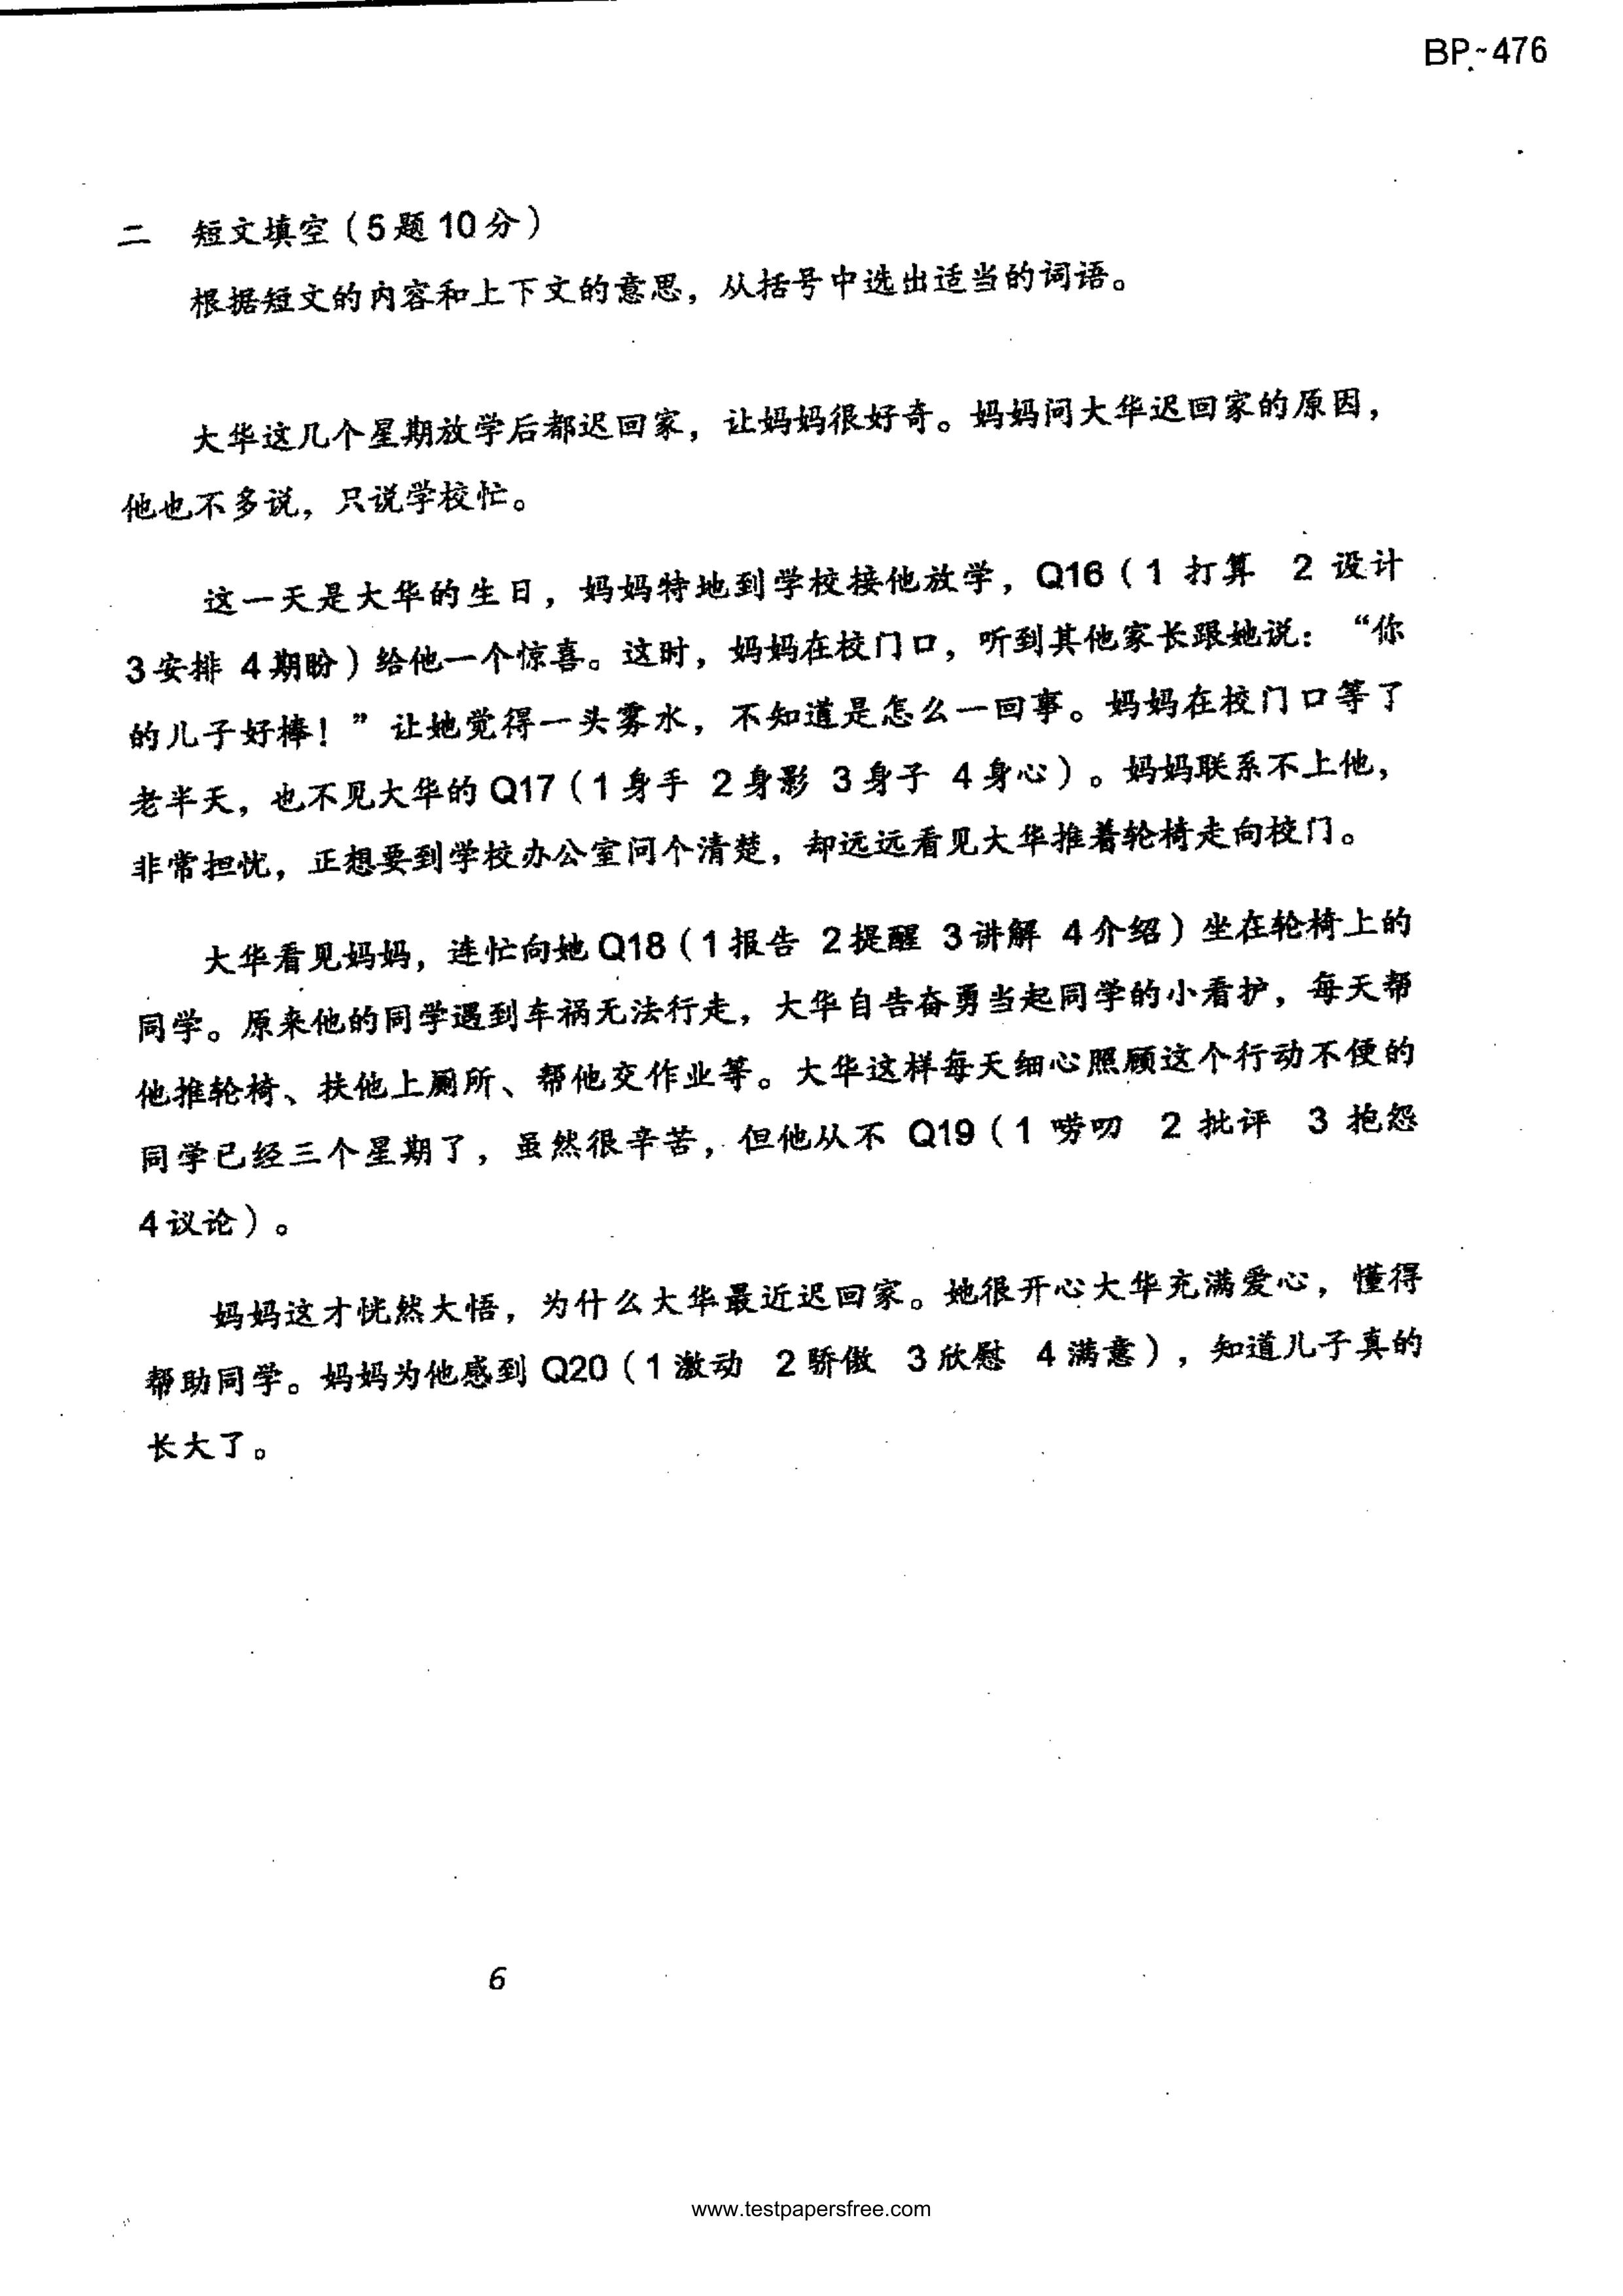 BP~476
二 短文填空（5题10分）
根据短文的内容和上下文的意思，从括号中选出适当的词语。
大华这几个星期放学后都迟回家，让妈妈很好奇。妈妈问大华迟回家的原因，
他也不多说，只说学校忙。
这一天是大华的生日，妈妈特地到学校接他放学，Q16（1 打算 2 设计
3 安排 4 期盼）给他一个惊喜。这时，妈妈在校门口，听到其他家长跟她说：“你
的儿子好棒！”让她觉得一头雾水，不知道是怎么一回事。妈妈在校门口等了
老半天，也不见大华的 Q17（1 身手 2 身影 3 身子 4 身心）。妈妈联系不上他，
非常担忧，正想要到学校办公室问个清楚，却远远看见大华推着轮椅走向校门。
大华看见妈妈，连忙向她 Q18（1 报告 2 提醒 3 讲解 4 介绍）坐在轮椅上的
同学。原来他的同学遇到车祸无法行走，大华自告奋勇当起同学的小看护，每天帮
他推轮椅、扶他上厕所、帮他交作业等。大华这样每天细心照顾这个行动不便的
同学已经三个星期了，虽然很辛苦，但他从不 Q19（1 唠叨 2 批评 3 抱怨
4 议论）。
妈妈这才恍然大悟，为什么大华最近迟回家。她很开心大华充满爱心，懂得
帮助同学。妈妈为他感到 Q20（1 激动 2 骄傲 3 欣慰 4 满意），知道儿子真的
长大了。
6
www.testpapersfree.com